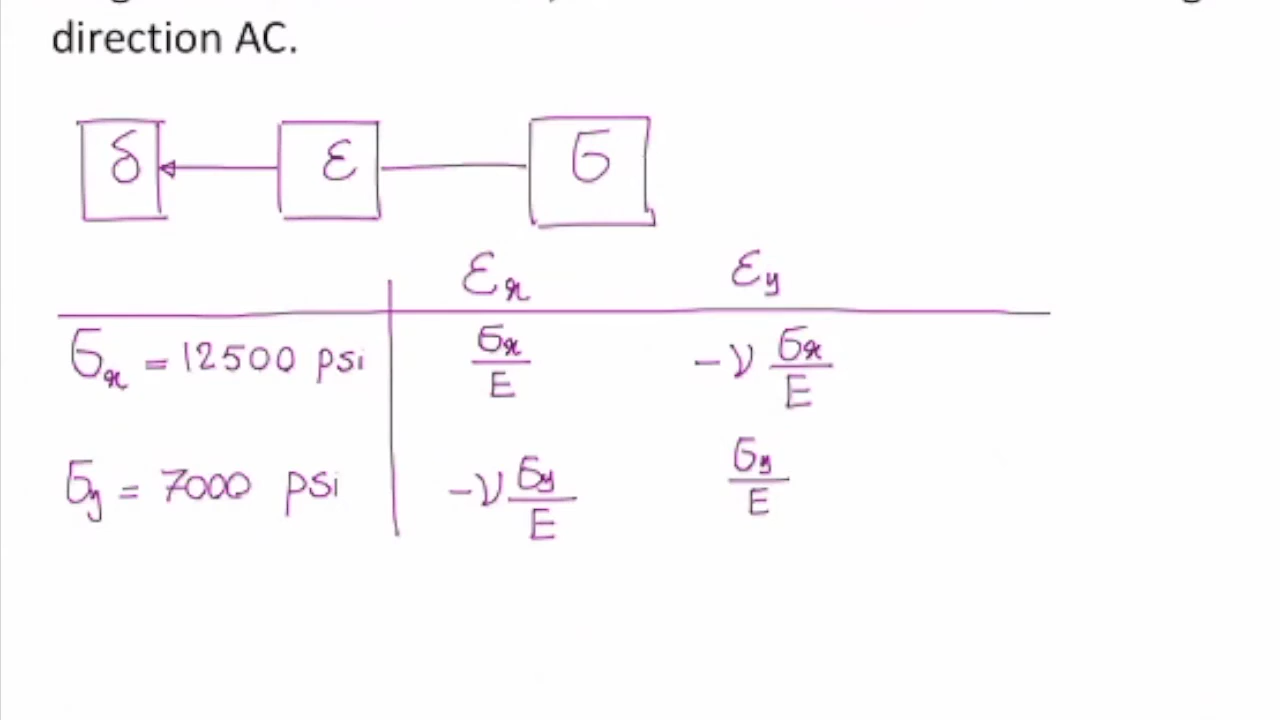 direction AC.
δ ε σ
εx εy
σx = 12500 psi σx/E -ν σx/E
σy = 7000 psi -ν σy/E σy/E